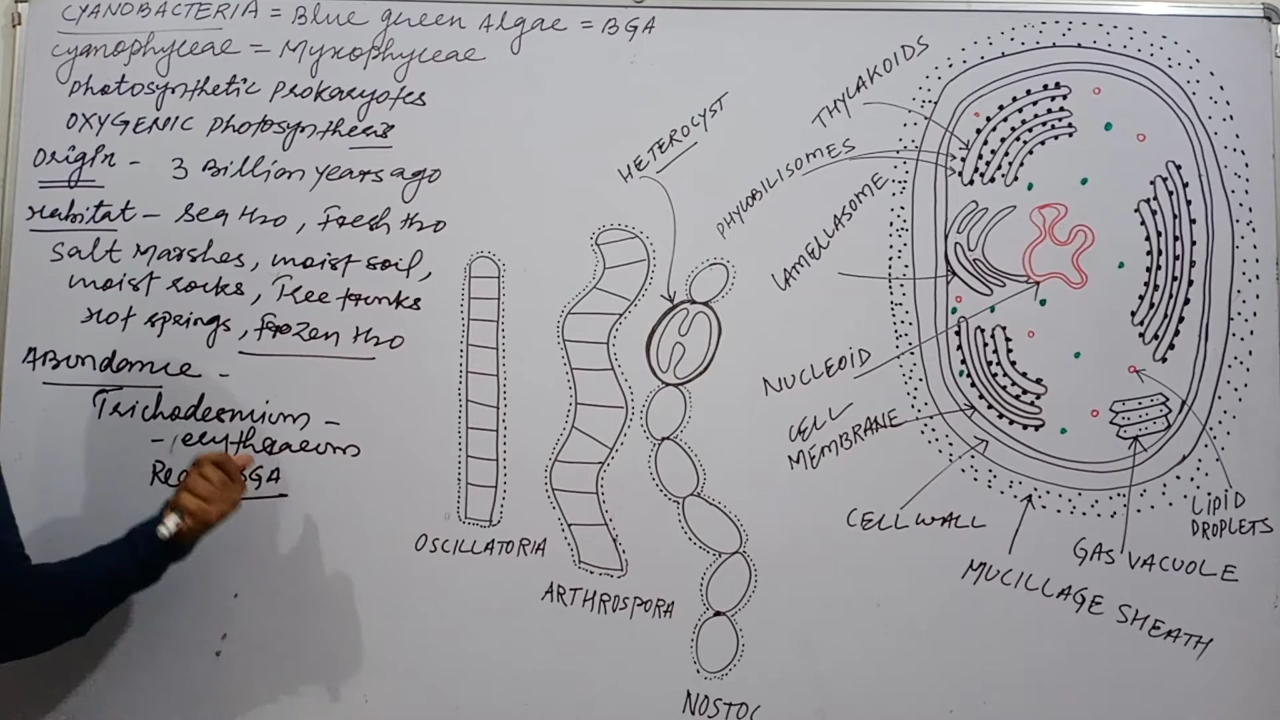 CYANOBACTERIA = Blue green Algae = BGA
Cyanophyceae = Myxophyceae
Photosynthetic Prokaryotes
OXYGENIC Photosynthesis
Origin - 3 Billion years ago
Habitat - Sea H2O, Fresh H2O
Salt Marshes, moist soil,
moist rocks, Tree trunks
Hot springs, frozen H2O
Abundance -
Trichodesmium -
- erythraeum
BGA
OSCILLATORIA
ARTHROSPORA
HETEROCYST
NOSTOC
THYLAKOIDS
PHYLOBILISOMES
LAMELLASOME
NUCLEOID
CELL
MEMBRANE
CELL WALL
MUCILLAGE SHEATH
GAS VACUOLE
LIPID
DROPLETS